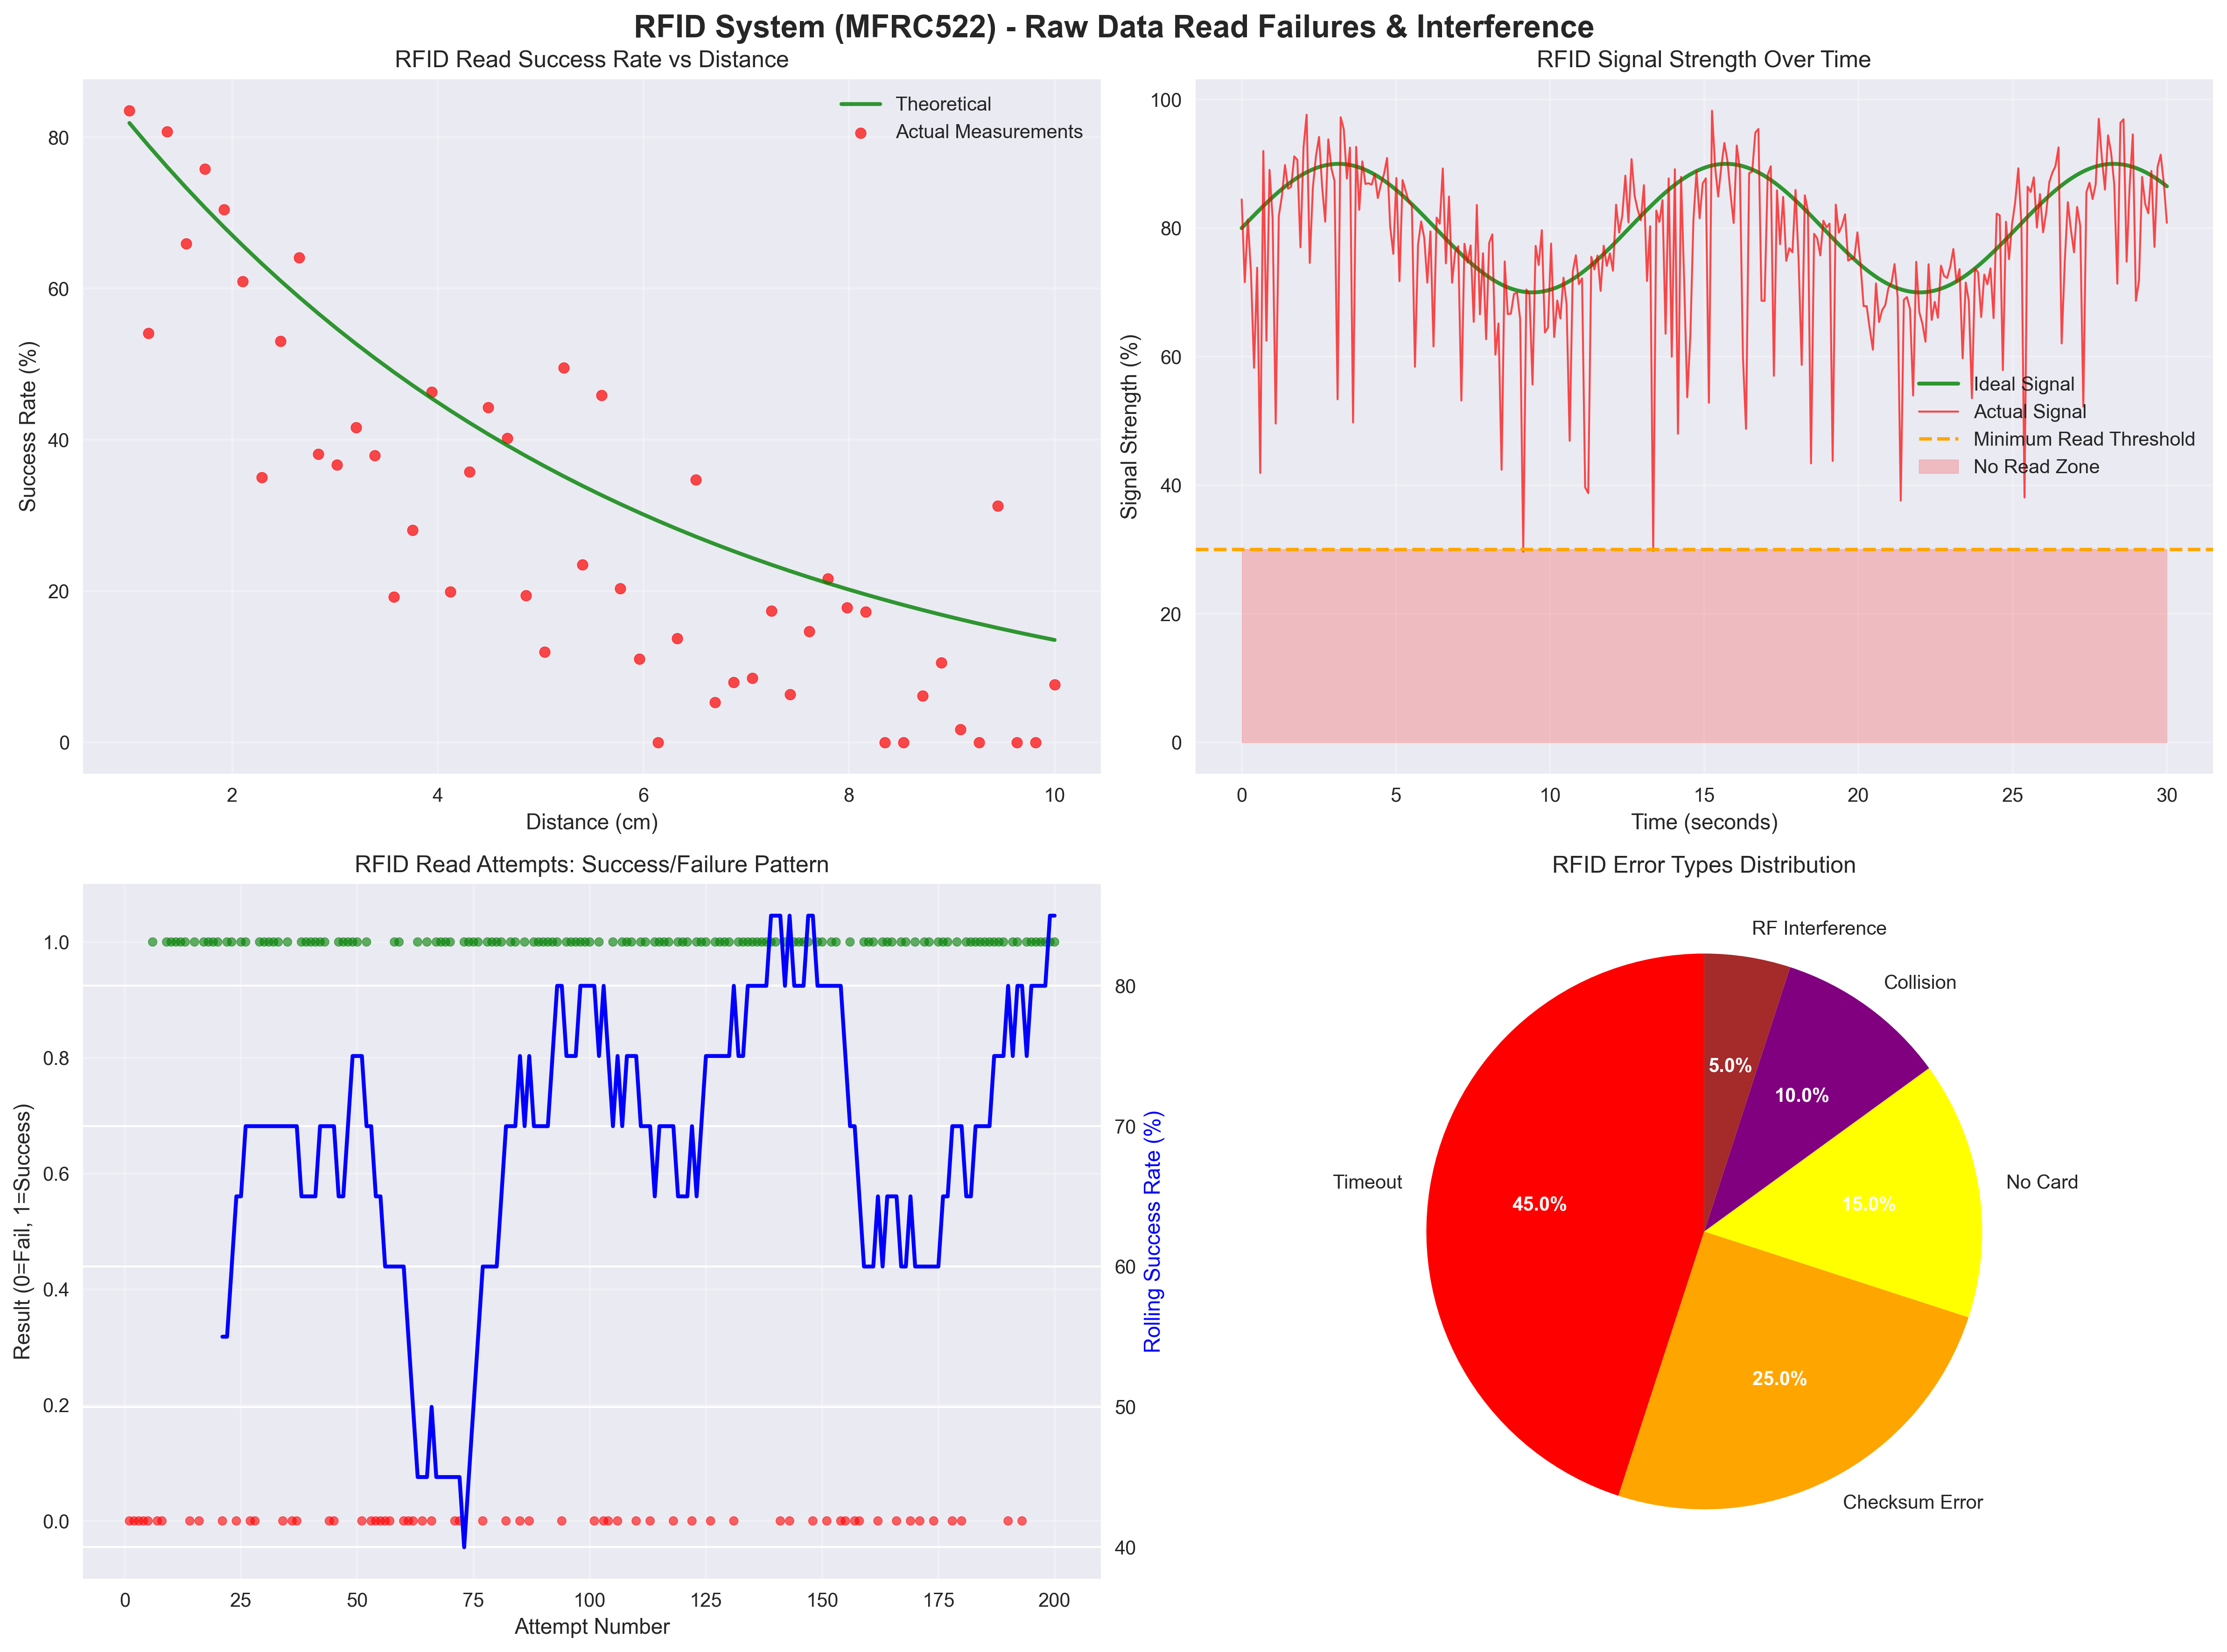 RFID System (MFRC522) - Raw Data Read Failures & Interference
RFID Read Success Rate vs Distance
Theoretical
Actual Measurements
Success Rate (%)
80
60
40
20
0
2 4 6 8 10
Distance (cm)
RFID Signal Strength Over Time
Ideal Signal
Actual Signal
Minimum Read Threshold
No Read Zone
Signal Strength (%)
100
80
60
40
20
0
0 5 10 15 20 25 30
Time (seconds)
RFID Read Attempts: Success/Failure Pattern
Result (0=Fail, 1=Success)
1.0
0.8
0.6
0.4
0.2
0.0
0 25 50 75 100 125 150 175 200
Attempt Number
80
70
60
50
40
Rolling Success Rate (%)
RFID Error Types Distribution
RF Interference
Collision
No Card
Checksum Error
Timeout
5.0%
10.0%
15.0%
25.0%
45.0%